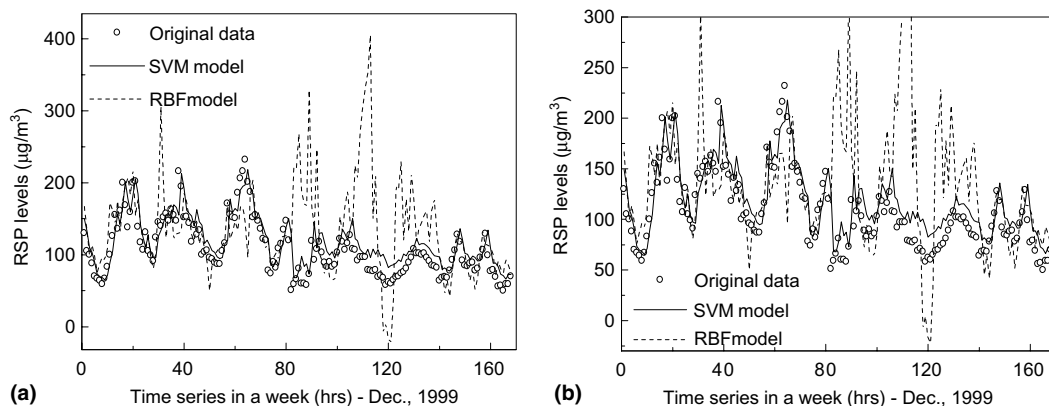 400
300
200
100
0
RSP levels (μg/m³)
Original data
SVM model
RBFmodel
0 40 80 120 160
(a) Time series in a week (hrs) - Dec., 1999
300
250
200
150
100
50
0
RSP levels (μg/m³)
Original data
SVM model
RBFmodel
0 40 80 120 160
(b) Time series in a week (hrs) - Dec., 1999